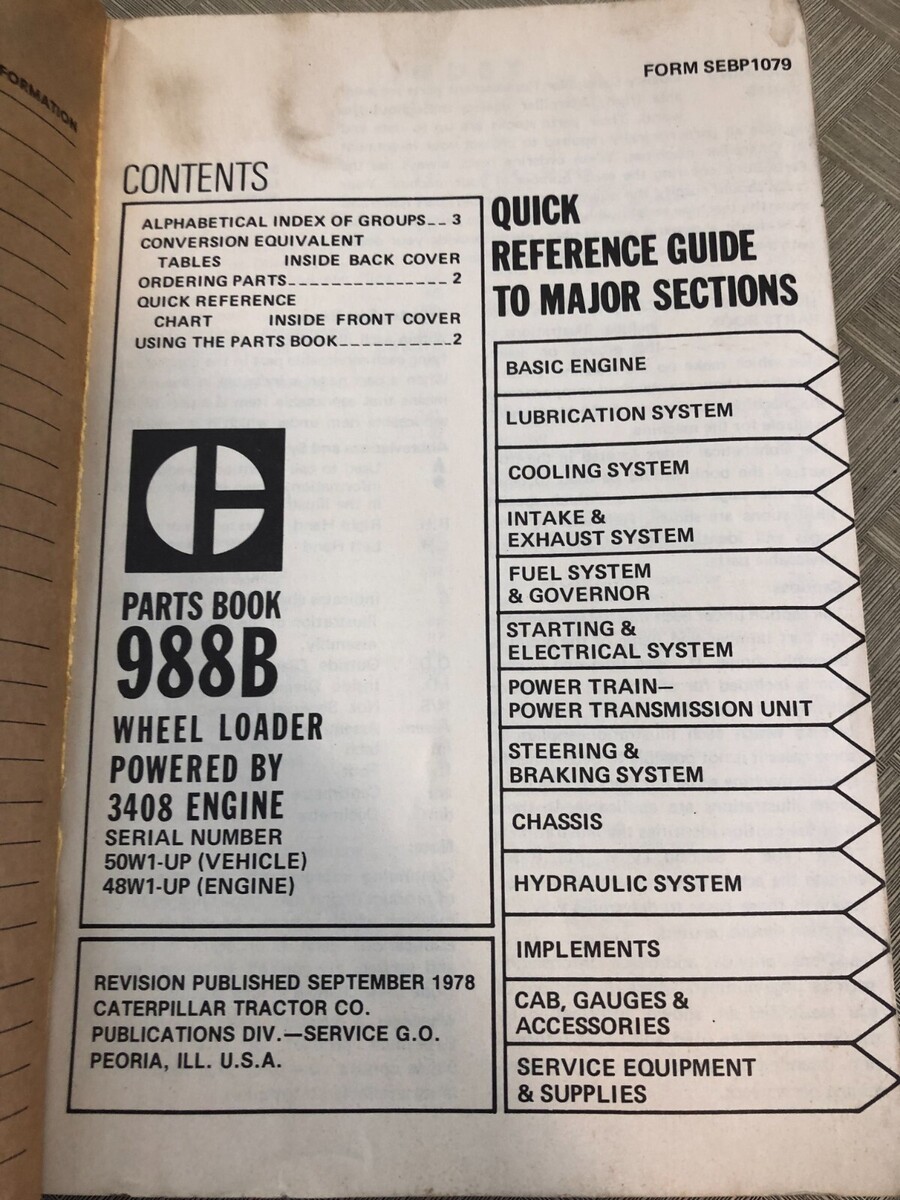 FORMATION
FORM SEBP1079
CONTENTS
ALPHABETICAL INDEX OF GROUPS__ 3
CONVERSION EQUIVALENT
TABLES INSIDE BACK COVER
ORDERING PARTS_______________ 2
QUICK REFERENCE
CHART INSIDE FRONT COVER
USING THE PARTS BOOK__________2
PARTS BOOK
988B
WHEEL LOADER
POWERED BY
3408 ENGINE
SERIAL NUMBER
50W1-UP (VEHICLE)
48W1-UP (ENGINE)
REVISION PUBLISHED SEPTEMBER 1978
CATERPILLAR TRACTOR CO.
PUBLICATIONS DIV.—SERVICE G.O.
PEORIA, ILL. U.S.A.
QUICK
REFERENCE GUIDE
TO MAJOR SECTIONS
BASIC ENGINE
LUBRICATION SYSTEM
COOLING SYSTEM
INTAKE &
EXHAUST SYSTEM
FUEL SYSTEM
& GOVERNOR
STARTING &
ELECTRICAL SYSTEM
POWER TRAIN—
POWER TRANSMISSION UNIT
STEERING &
BRAKING SYSTEM
CHASSIS
HYDRAULIC SYSTEM
IMPLEMENTS
CAB, GAUGES &
ACCESSORIES
SERVICE EQUIPMENT
& SUPPLIES